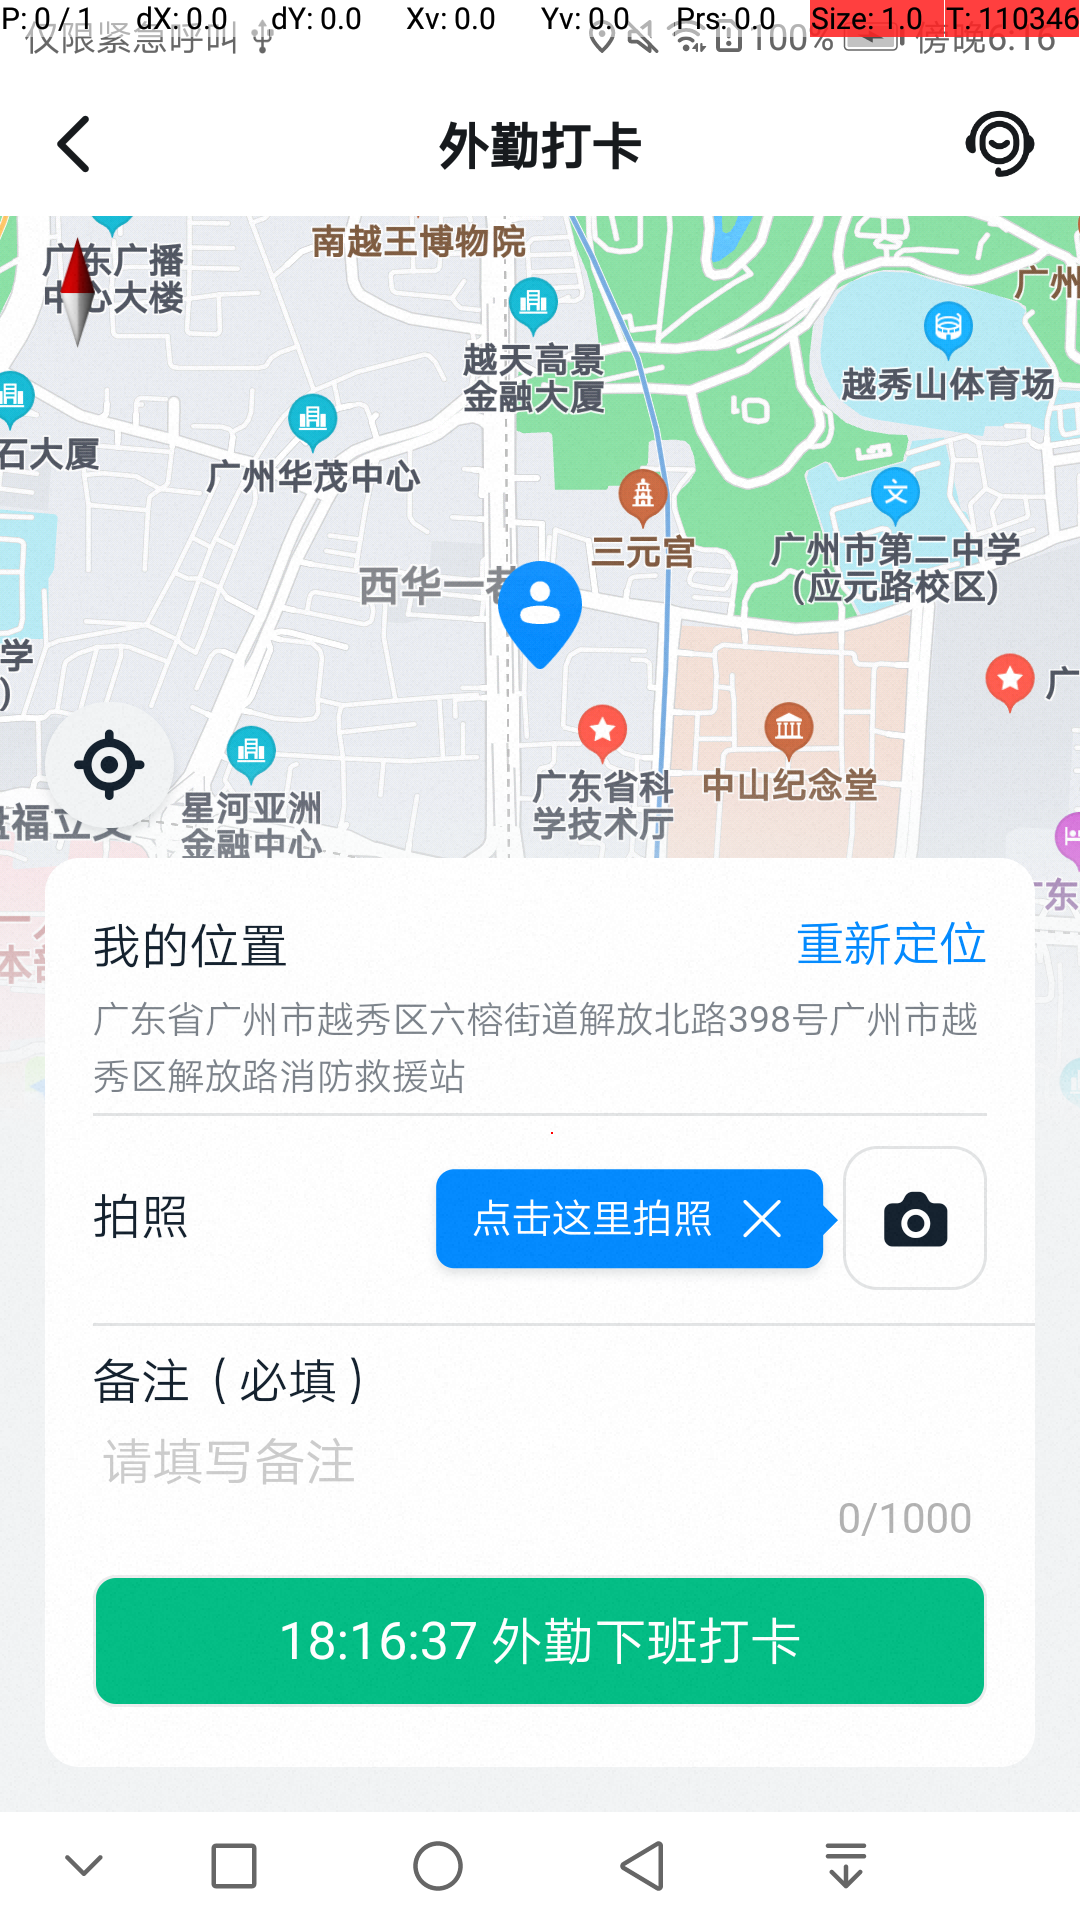 P: 0 / 1 dX: 0.0 dY: 0.0 Xv: 0.0 Yv: 0.0 Prs: 0.0 Size: 1.0 T: 110346
仅限紧急呼叫 100% 傍晚6:16
外勤打卡
广东广播
中心大楼
南越王博物院
广州
越天高景
金融大厦
越秀山体育场
石大厦
广州华茂中心
三元宫
广州市第二中学
(应元路校区)
西华一巷
学
)
广
广东省科
学技术厅
中山纪念堂
星河亚洲
金融中心
福立交
东
本部
我的位置 重新定位
广东省广州市越秀区六榕街道解放北路398号广州市越
秀区解放路消防救援站
拍照 点击这里拍照
备注（必填）
请填写备注
0/1000
18:16:37 外勤下班打卡